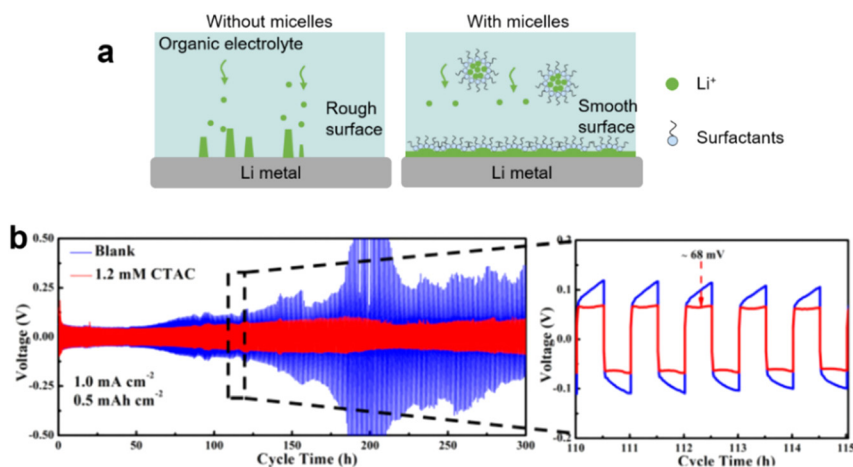 a
Without micelles
With micelles
Organic electrolyte
Rough
surface
Smooth
surface
Li metal
Li metal
Li⁺
Surfactants
b
Blank
1.2 mM CTAC
1.0 mA cm⁻²
0.5 mAh cm⁻²
Voltage (V)
0.50
0.25
0.00
-0.25
-0.50
0 50 100 150 200 250 300
Cycle Time (h)
~ 68 mV
Voltage (V)
0.2
0.1
0.0
-0.1
-0.2
110 111 112 113 114 115
Cycle Time (h)